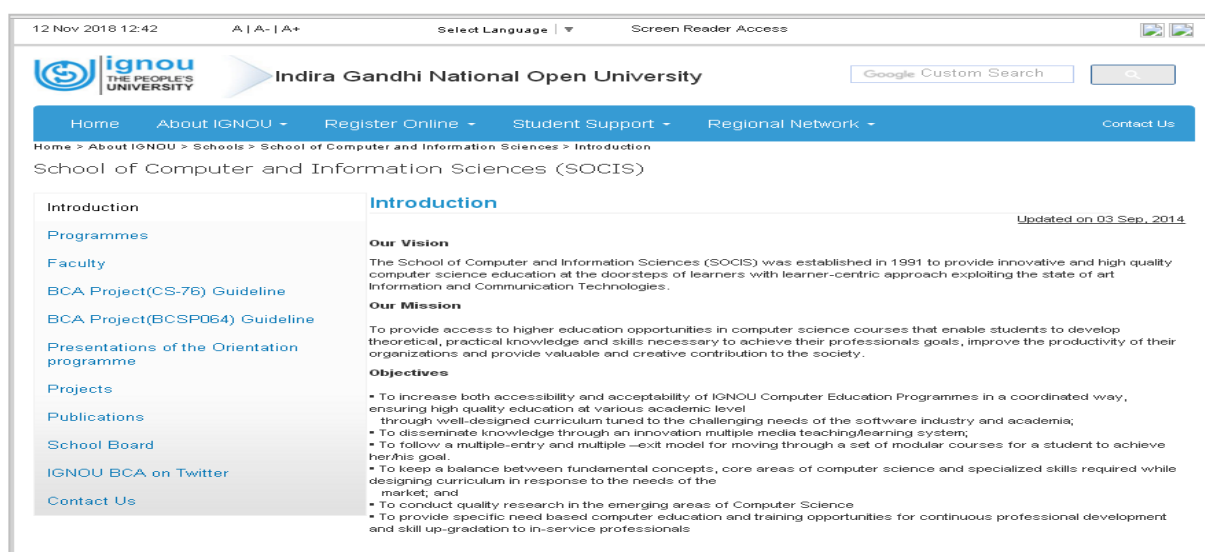 12 Nov 2018 12:42 A | A- | A+ Select Language | ▼ Screen Reader Access
ignou
THE PEOPLE'S
UNIVERSITY
Indira Gandhi National Open University
Google Custom Search
Home About IGNOU Register Online Student Support Regional Network Contact Us
Home > About IGNOU > Schools > School of Computer and Information Sciences > Introduction
School of Computer and Information Sciences (SOCIS)
Introduction
Programmes
Faculty
BCA Project(CS-76) Guideline
BCA Project(BCSP064) Guideline
Presentations of the Orientation
programme
Projects
Publications
School Board
IGNOU BCA on Twitter
Contact Us
Introduction
Updated on 03 Sep, 2014
Our Vision
The School of Computer and Information Sciences (SOCIS) was established in 1991 to provide innovative and high quality
computer science education at the doorsteps of learners with learner-centric approach exploiting the state of art
Information and Communication Technologies.
Our Mission
To provide access to higher education opportunities in computer science courses that enable students to develop
theoretical, practical knowledge and skills necessary to achieve their professionals goals, improve the productivity of their
organizations and provide valuable and creative contribution to the society.
Objectives
▪ To increase both accessibility and acceptability of IGNOU Computer Education Programmes in a coordinated way,
ensuring high quality education at various academic level
through well-designed curriculum tuned to the challenging needs of the software industry and academia;
▪ To disseminate knowledge through an innovation multiple media teaching/learning system;
▪ To follow a multiple-entry and multiple –exit model for moving through a set of modular courses for a student to achieve
her/his goal.
▪ To keep a balance between fundamental concepts, core areas of computer science and specialized skills required while
designing curriculum in response to the needs of the
market; and
▪ To conduct quality research in the emerging areas of Computer Science
▪ To provide specific need based computer education and training opportunities for continuous professional development
and skill up-gradation to in-service professionals